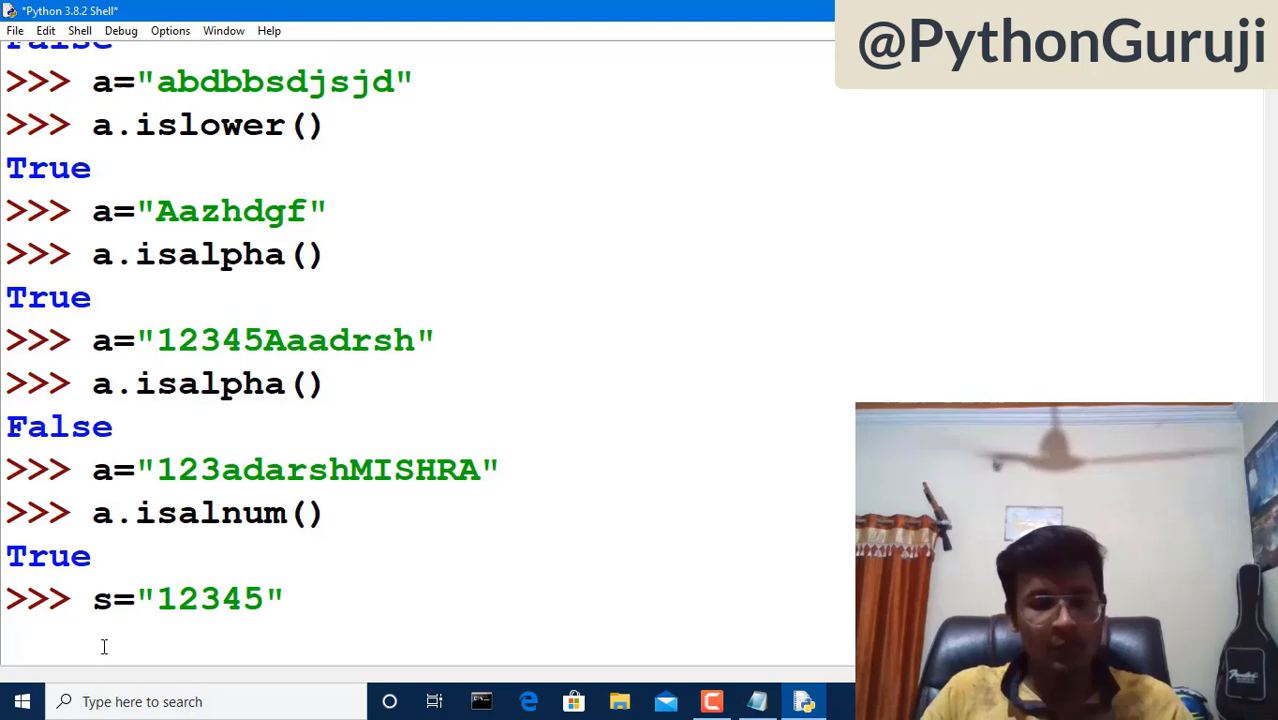 *Python 3.8.2 Shell*
File Edit Shell Debug Options Window Help
@PythonGuruji
False
>>> a="abdbbsdjsjd"
>>> a.islower()
True
>>> a="Aazhdgf"
>>> a.isalpha()
True
>>> a="12345Aaadrsh"
>>> a.isalpha()
False
>>> a="123adarshMISHRA"
>>> a.isalnum()
True
>>> s="12345"
Type here to search